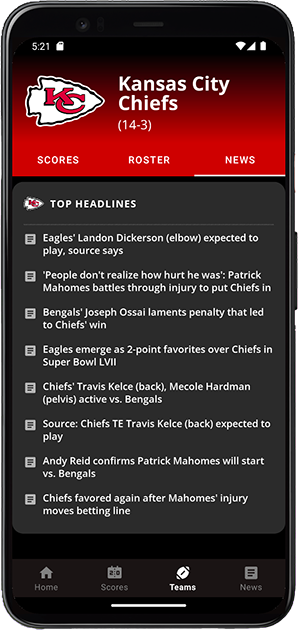 5:21
Kansas City
Chiefs
(14-3)
SCORES ROSTER NEWS
KC TOP HEADLINES
Eagles' Landon Dickerson (elbow) expected to
play, source says
'People don't realize how hurt he was': Patrick
Mahomes battles through injury to put Chiefs in
Bengals' Joseph Ossai laments penalty that led
to Chiefs' win
Eagles emerge as 2-point favorites over Chiefs in
Super Bowl LVII
Chiefs' Travis Kelce (back), Mecole Hardman
(pelvis) active vs. Bengals
Source: Chiefs TE Travis Kelce (back) expected to
play
Andy Reid confirms Patrick Mahomes will start
vs. Bengals
Chiefs favored again after Mahomes' injury
moves betting line
Home Scores Teams News